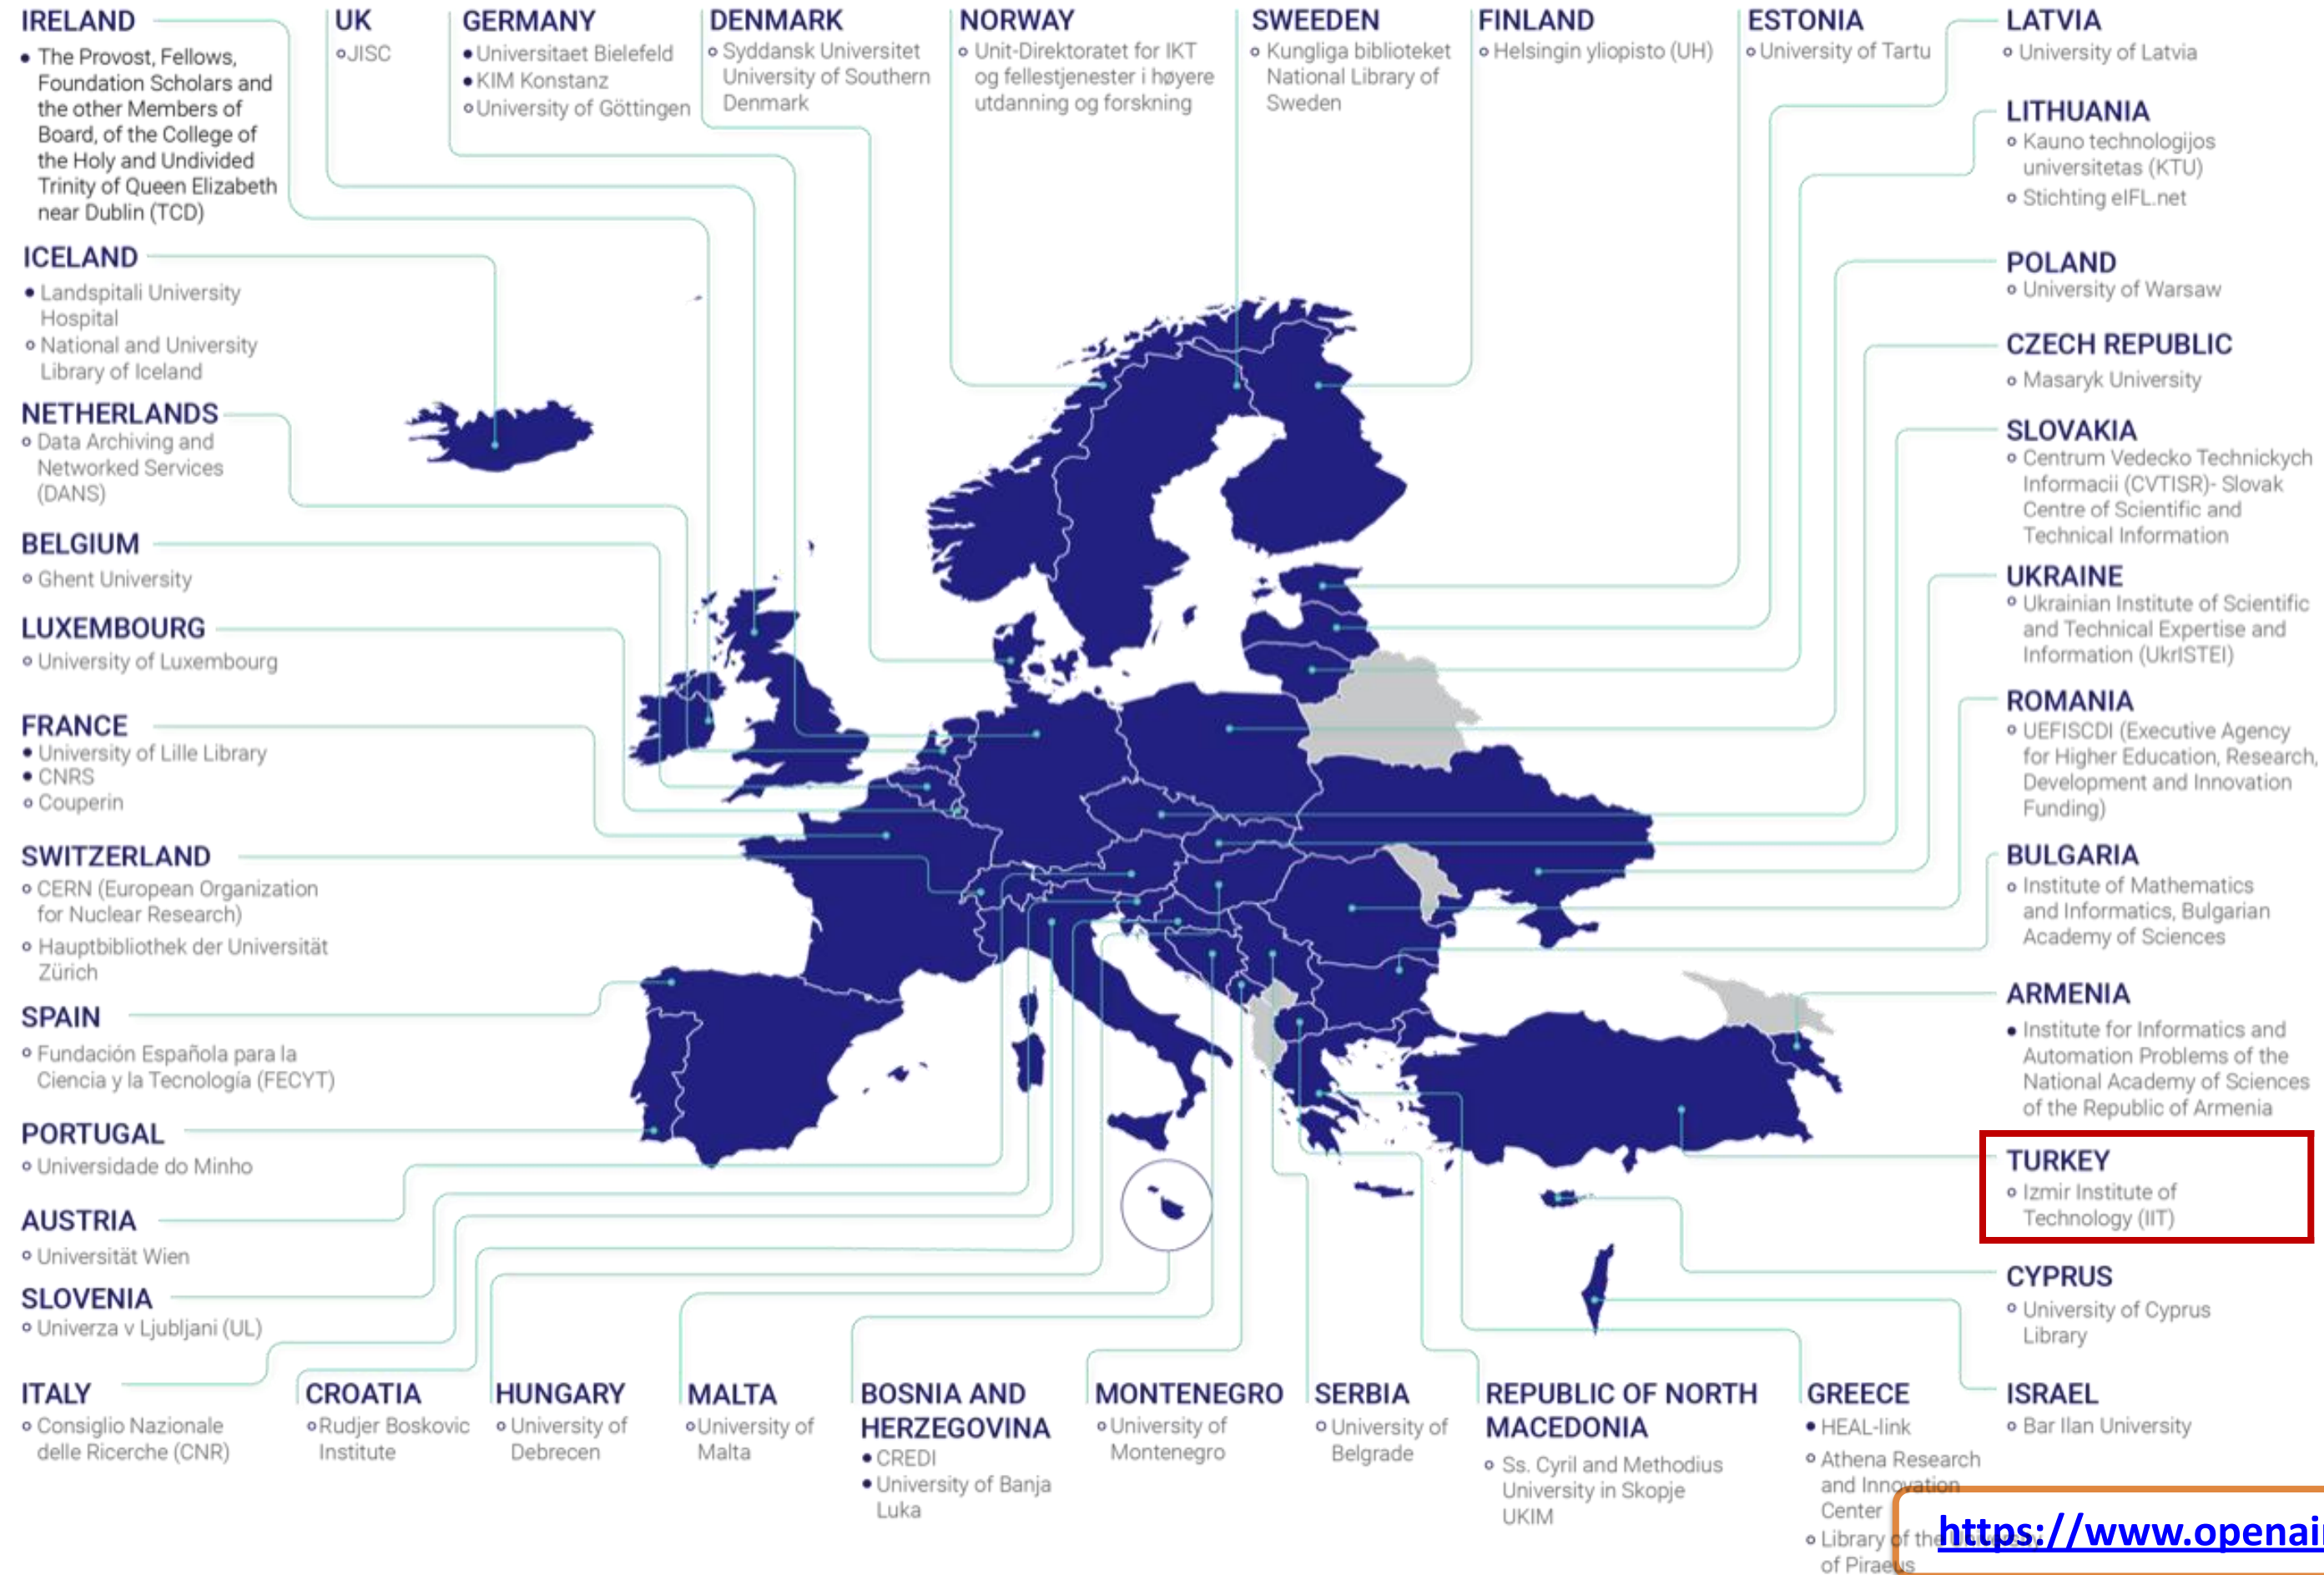 IRELAND
• The Provost, Fellows,
Foundation Scholars and
the other Members of
Board, of the College of
the Holy and Undivided
Trinity of Queen Elizabeth
near Dublin (TCD)
UK
∘JISC
GERMANY
• Universitaet Bielefeld
• KIM Konstanz
∘ University of Göttingen
DENMARK
∘ Syddansk Universitet
University of Southern
Denmark
NORWAY
∘ Unit-Direktoratet for IKT
og fellestjenester i høyere
utdanning og forskning
SWEEDEN
∘ Kungliga biblioteket
National Library of
Sweden
FINLAND
∘ Helsingin yliopisto (UH)
ESTONIA
∘ University of Tartu
LATVIA
∘ University of Latvia
LITHUANIA
∘ Kauno technologijos
universitetas (KTU)
∘ Stichting eIFL.net
POLAND
∘ University of Warsaw
CZECH REPUBLIC
∘ Masaryk University
SLOVAKIA
∘ Centrum Vedecko Technickych
Informacii (CVTISR)- Slovak
Centre of Scientific and
Technical Information
UKRAINE
∘ Ukrainian Institute of Scientific
and Technical Expertise and
Information (UkrISTEI)
ROMANIA
∘ UEFISCDI (Executive Agency
for Higher Education, Research,
Development and Innovation
Funding)
BULGARIA
∘ Institute of Mathematics
and Informatics, Bulgarian
Academy of Sciences
ARMENIA
• Institute for Informatics and
Automation Problems of the
National Academy of Sciences
of the Republic of Armenia
TURKEY
∘ Izmir Institute of
Technology (IIT)
CYPRUS
∘ University of Cyprus
Library
ISRAEL
∘ Bar Ilan University
ICELAND
• Landspitali University
Hospital
∘ National and University
Library of Iceland
NETHERLANDS
∘ Data Archiving and
Networked Services
(DANS)
BELGIUM
∘ Ghent University
LUXEMBOURG
∘ University of Luxembourg
FRANCE
• University of Lille Library
• CNRS
∘ Couperin
SWITZERLAND
∘ CERN (European Organization
for Nuclear Research)
∘ Hauptbibliothek der Universität
Zürich
SPAIN
∘ Fundación Española para la
Ciencia y la Tecnología (FECYT)
PORTUGAL
∘ Universidade do Minho
AUSTRIA
∘ Universität Wien
SLOVENIA
∘ Univerza v Ljubljani (UL)
ITALY
∘ Consiglio Nazionale
delle Ricerche (CNR)
CROATIA
∘ Rudjer Boskovic
Institute
HUNGARY
∘ University of
Debrecen
MALTA
∘ University of
Malta
BOSNIA AND
HERZEGOVINA
• CREDI
• University of Banja
Luka
MONTENEGRO
∘ University of
Montenegro
SERBIA
∘ University of
Belgrade
REPUBLIC OF NORTH
MACEDONIA
∘ Ss. Cyril and Methodius
University in Skopje
UKIM
GREECE
• HEAL-link
∘ Athena Research
and Innovation
Center
∘ Library of the University
of Piraeus
https://www.openai